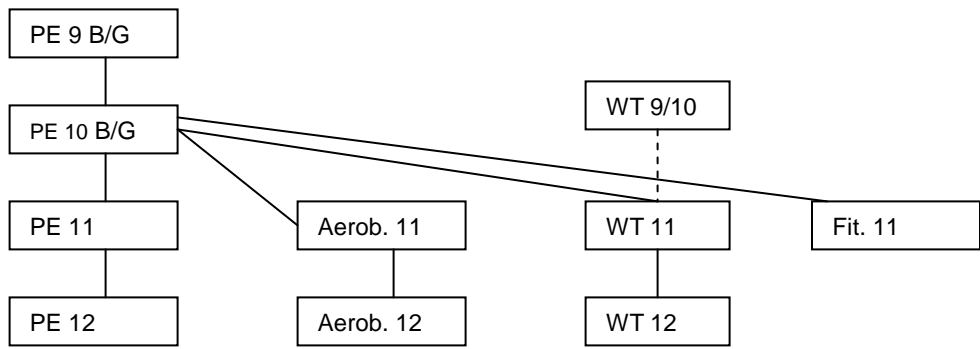 PE 9 B/G
PE 10 B/G
WT 9/10
PE 11
Aerob. 11
WT 11
Fit. 11
PE 12
Aerob. 12
WT 12